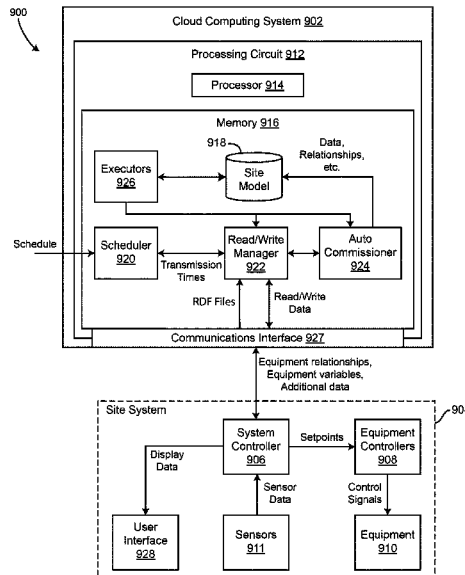 900
Cloud Computing System 902
Processing Circuit 912
Processor 914
Memory 916
918
Data,
Relationships,
etc.
Executors
926
Site
Model
Schedule
Scheduler
920
Transmission
Times
Read/Write
Manager
922
Auto
Commissioner
924
RDF Files
Read/Write
Data
Communications Interface 927
Equipment relationships,
Equipment variables,
Additional data
Site System
90
System
Controller
906
Setpoints
Equipment
Controllers
908
Display
Data
Sensor
Data
Control
Signals
User
Interface
928
Sensors
911
Equipment
910